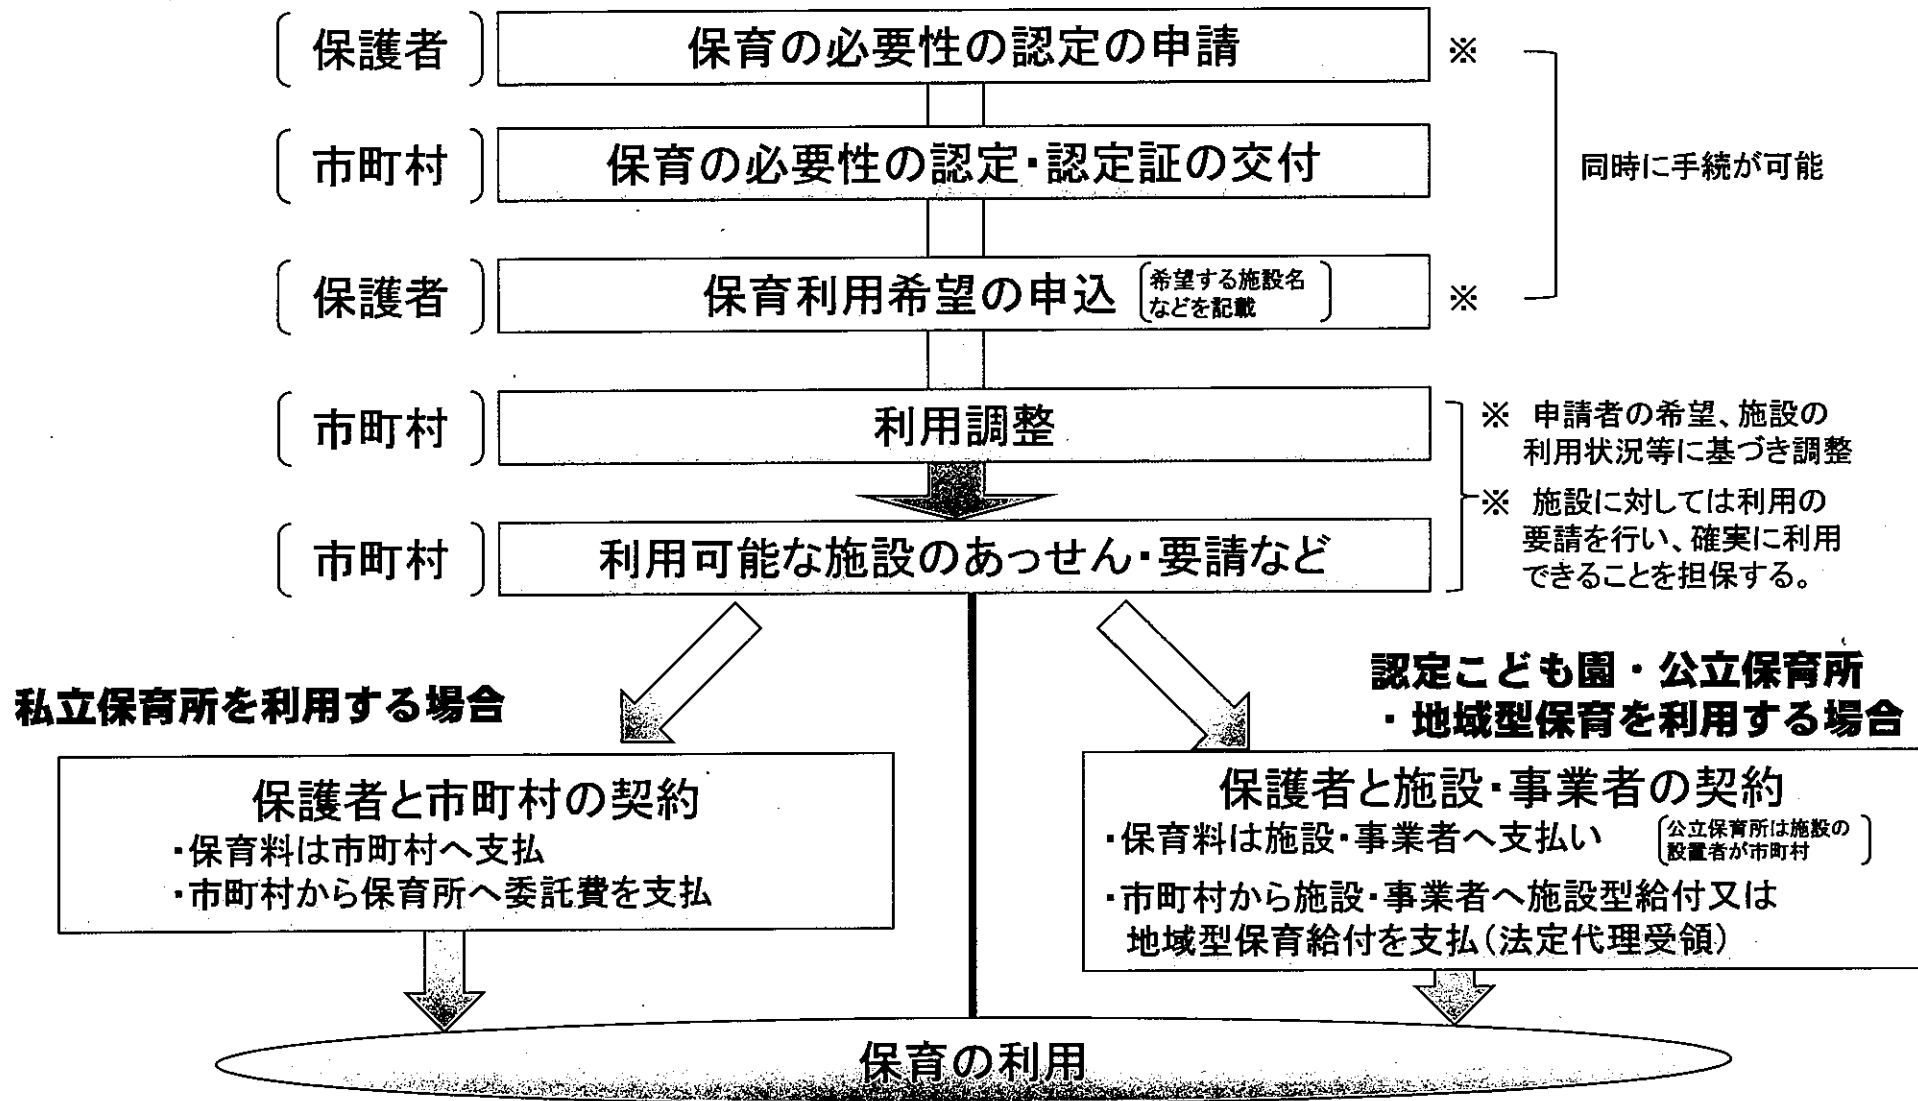 保護者
保育の必要性の認定の申請
※
市町村
保育の必要性の認定・認定証の交付
同時に手続が可能
保護者
保育利用希望の申込
希望する施設名
などを記載
※
市町村
利用調整
※ 申請者の希望、施設の
利用状況等に基づき調整
市町村
利用可能な施設のあっせん・要請など
※ 施設に対しては利用の
要請を行い、確実に利用
できることを担保する。
私立保育所を利用する場合
保護者と市町村の契約
・保育料は市町村へ支払
・市町村から保育所へ委託費を支払
認定こども園・公立保育所
・地域型保育を利用する場合
保護者と施設・事業者の契約
・保育料は施設・事業者へ支払い
公立保育所は施設の
設置者が市町村
・市町村から施設・事業者へ施設型給付又は
地域型保育給付を支払(法定代理受領)
保育の利用